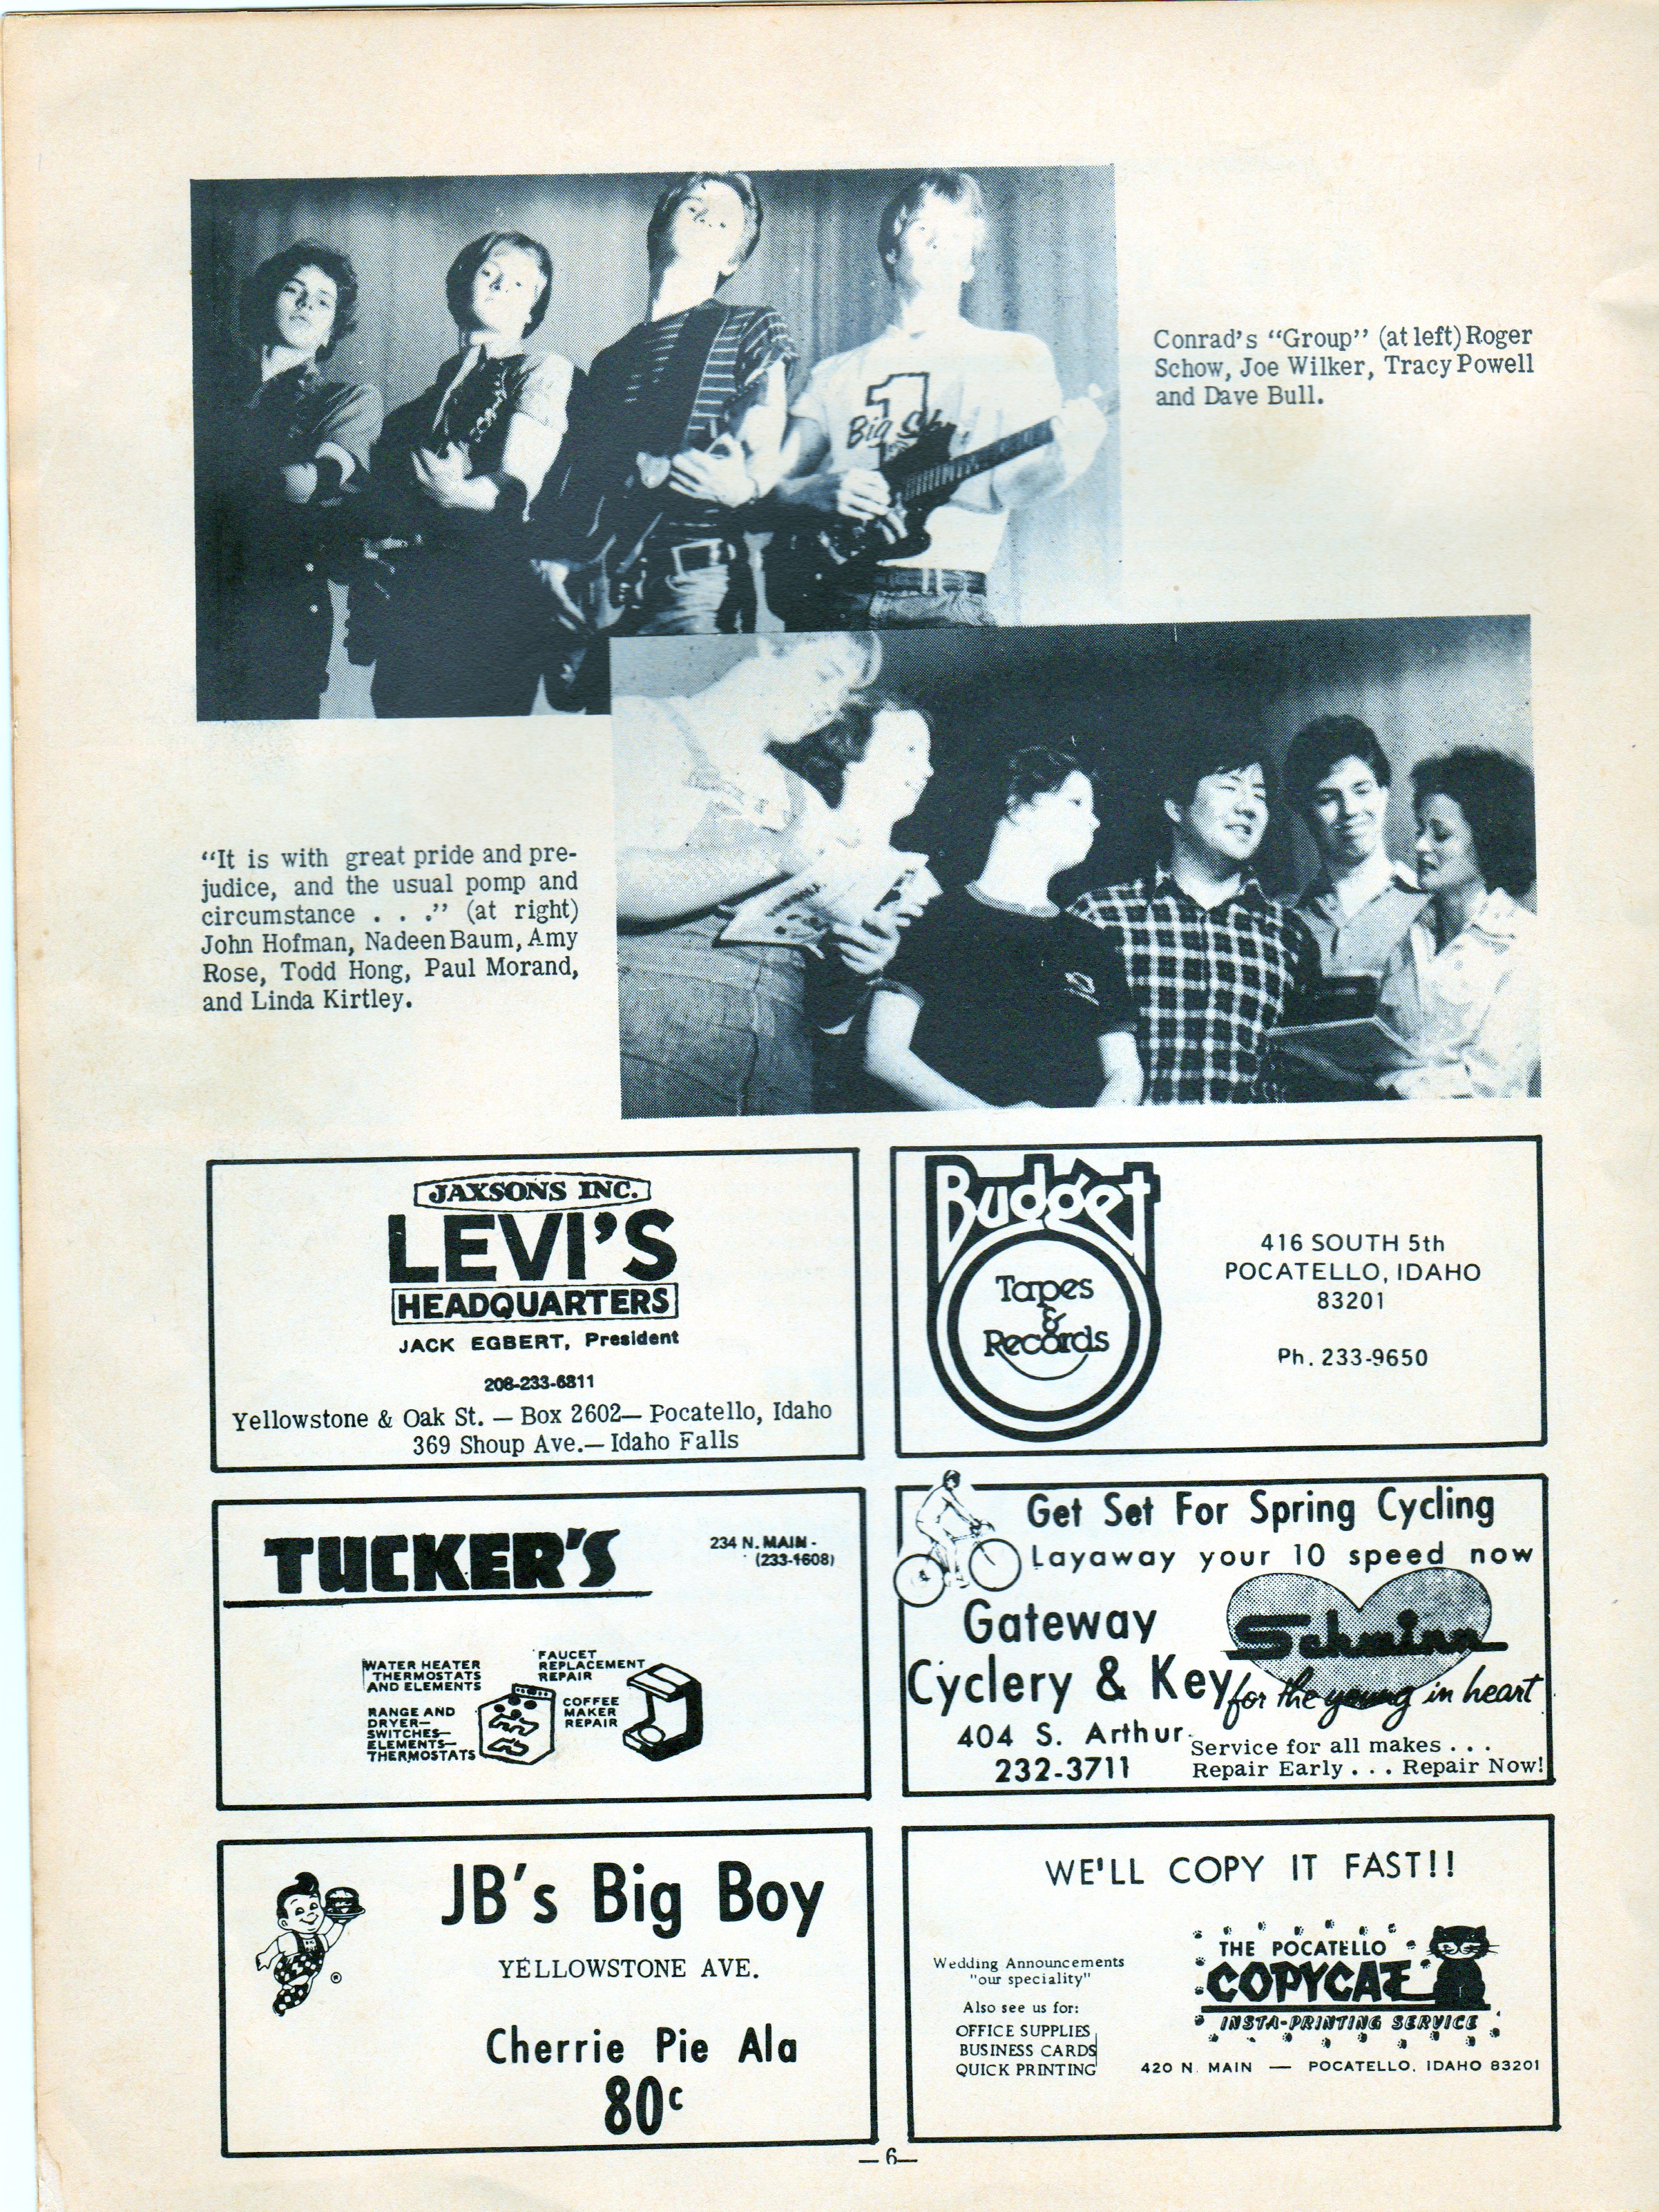 1
Big Sky
Conrad's "Group" (at left) Roger
Schow, Joe Wilker, Tracy Powell
and Dave Bull.
"It is with great pride and pre-
judice, and the usual pomp and
circumstance . . ." (at right)
John Hofman, Nadeen Baum, Amy
Rose, Todd Hong, Paul Morand,
and Linda Kirtley.
JAXSONS INC.
LEVI'S
HEADQUARTERS
JACK EGBERT, President
208-233-6811
Yellowstone & Oak St. — Box 2602— Pocatello, Idaho
369 Shoup Ave.— Idaho Falls
Budget
Tapes
&
Records
416 SOUTH 5th
POCATELLO, IDAHO
83201
Ph. 233-9650
TUCKER'S
234 N. MAIN -
(233-1608)
WATER HEATER
THERMOSTATS
AND ELEMENTS
RANGE AND
DRYER—
SWITCHES—
ELEMENTS—
THERMOSTATS
FAUCET
REPLACEMENT
REPAIR
COFFEE
MAKER
REPAIR
Get Set For Spring Cycling
Layaway your 10 speed now
Gateway
Cyclery & Key
404 S. Arthur
232-3711
Schwinn
for the young in heart
Service for all makes . . .
Repair Early . . . Repair Now!
JB's Big Boy
YELLOWSTONE AVE.
Cherrie Pie Ala
80c
®
WE'LL COPY IT FAST!!
Wedding Announcements
"our speciality"
Also see us for:
OFFICE SUPPLIES
BUSINESS CARDS
QUICK PRINTING
THE POCATELLO
COPYCAT
INSTA-PRINTING SERVICE
420 N. MAIN — POCATELLO, IDAHO 83201
— 6—